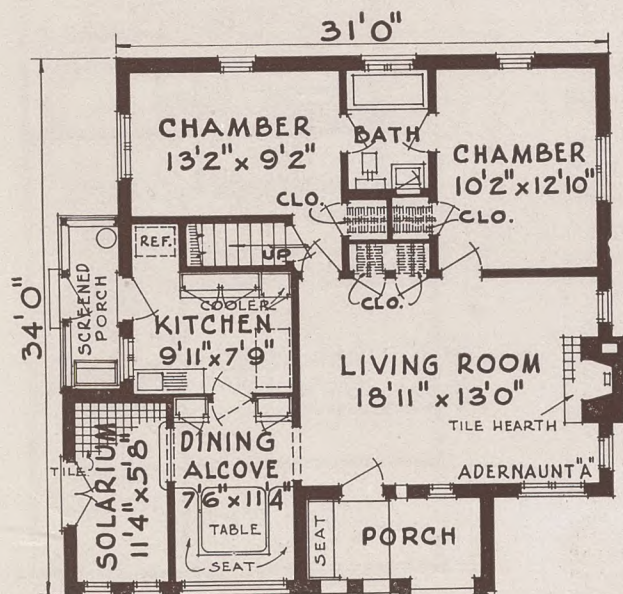 31'0"
CHAMBER
13'2" x 9'2"
BATH
CHAMBER
10'2" x 12'10"
CLO.
CLO.
REF.
UP
CLO.
34'0"
SCREENED
PORCH
COOLER
KITCHEN
9'11" x 7'9"
LIVING ROOM
18'11" x 13'0"
TILE HEARTH
ADERNAUNT "A"
TILE
SOLARIUM
11'4" x 5'8"
DINING
ALCOVE
7'6" x 11'4"
TABLE
SEAT
SEAT
PORCH